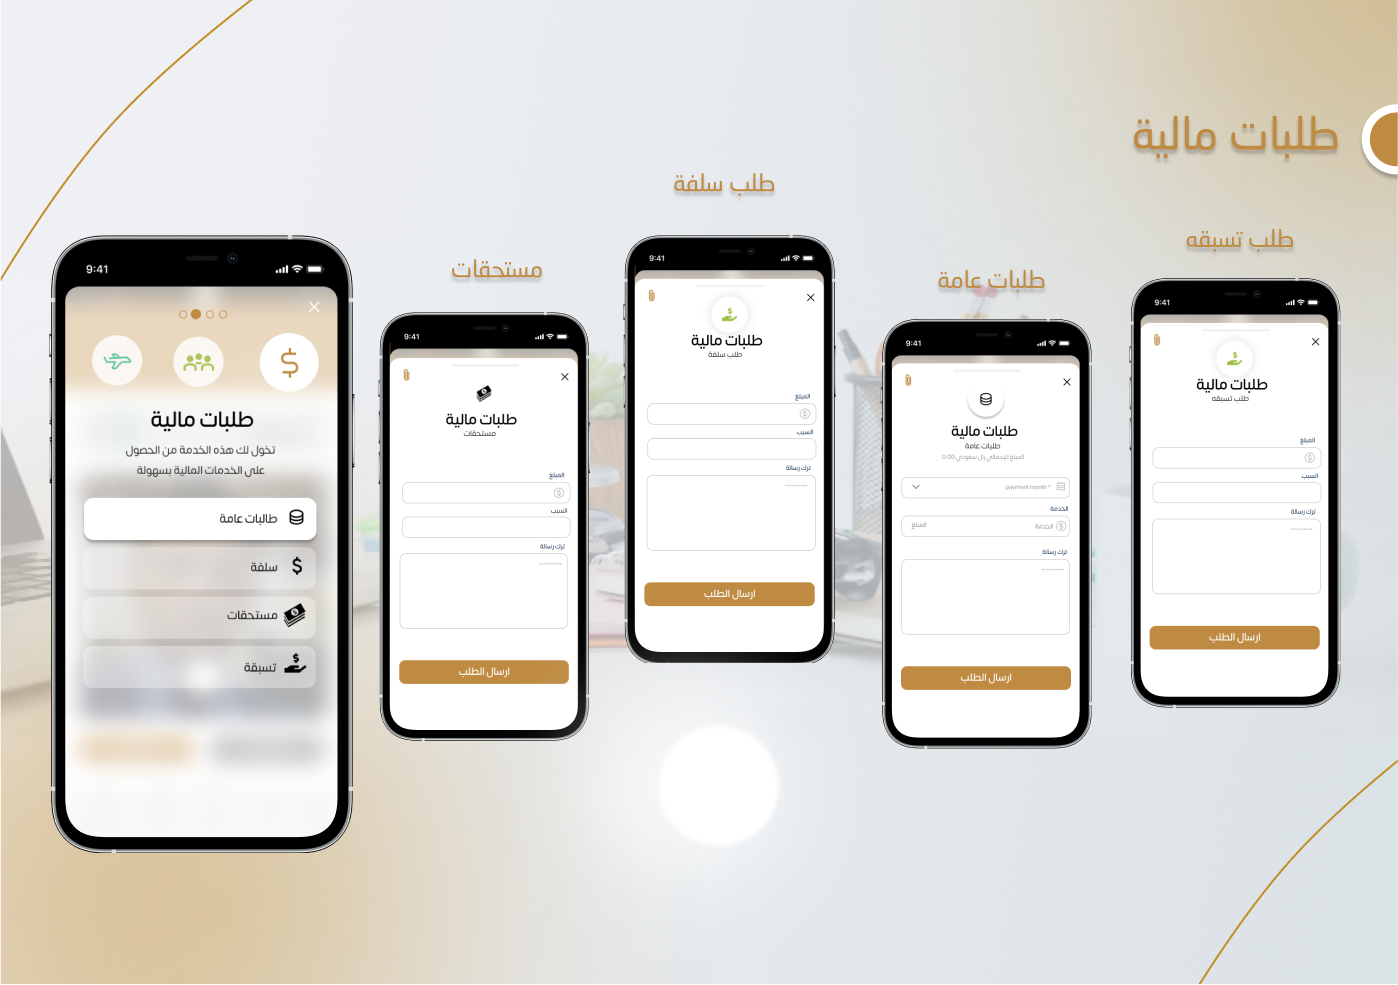 طلبات مالية
طلب تسبقه
9:41
طلبات مالية
طلب تسبقه
المبلغ
السبب
ترك رسالة
..........
ارسال الطلب
طلبات عامة
9:41
طلبات مالية
طلبات عامة
المبلغ الإجمالي ريال سعودي 0.00
payment month *
الخدمة
الخدمة
المبلغ
ترك رسالة
..........
ارسال الطلب
طلب سلفة
9:41
طلبات مالية
طلب سلفة
المبلغ
السبب
ترك رسالة
..........
ارسال الطلب
مستحقات
9:41
طلبات مالية
مستحقات
المبلغ
السبب
ترك رسالة
..........
ارسال الطلب
9:41
طلبات مالية
تخول لك هذه الخدمة من الحصول
على الخدمات المالية بسهولة
طالبات عامة
سلفة
مستحقات
تسبقة